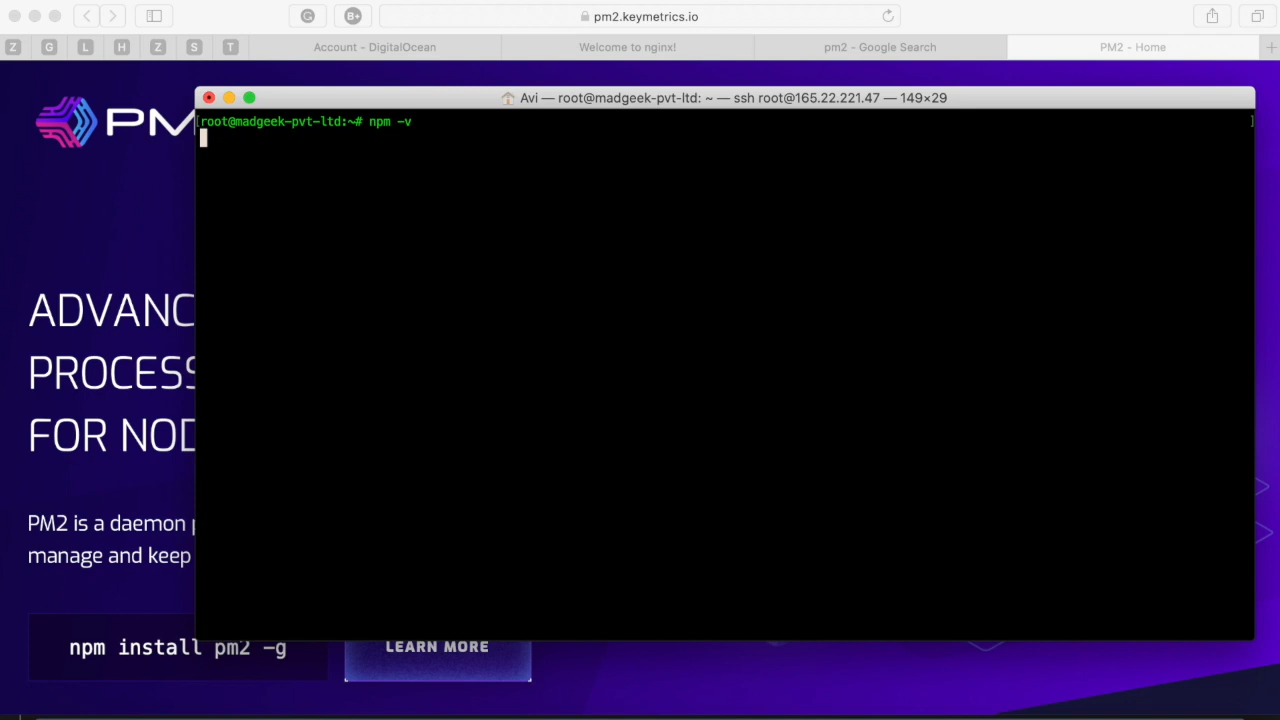 pm2.keymetrics.io
Z G L H Z S T Account - DigitalOcean Welcome to nginx! pm2 - Google Search PM2 - Home
Avi — root@madgeek-pvt-ltd: ~ — ssh root@165.22.221.47 — 149×29
[root@madgeek-pvt-ltd:~# npm -v ]
PM
ADVANC
PROCESS
FOR NOD
PM2 is a daemon
manage and keep
npm install pm2 -g
LEARN MORE